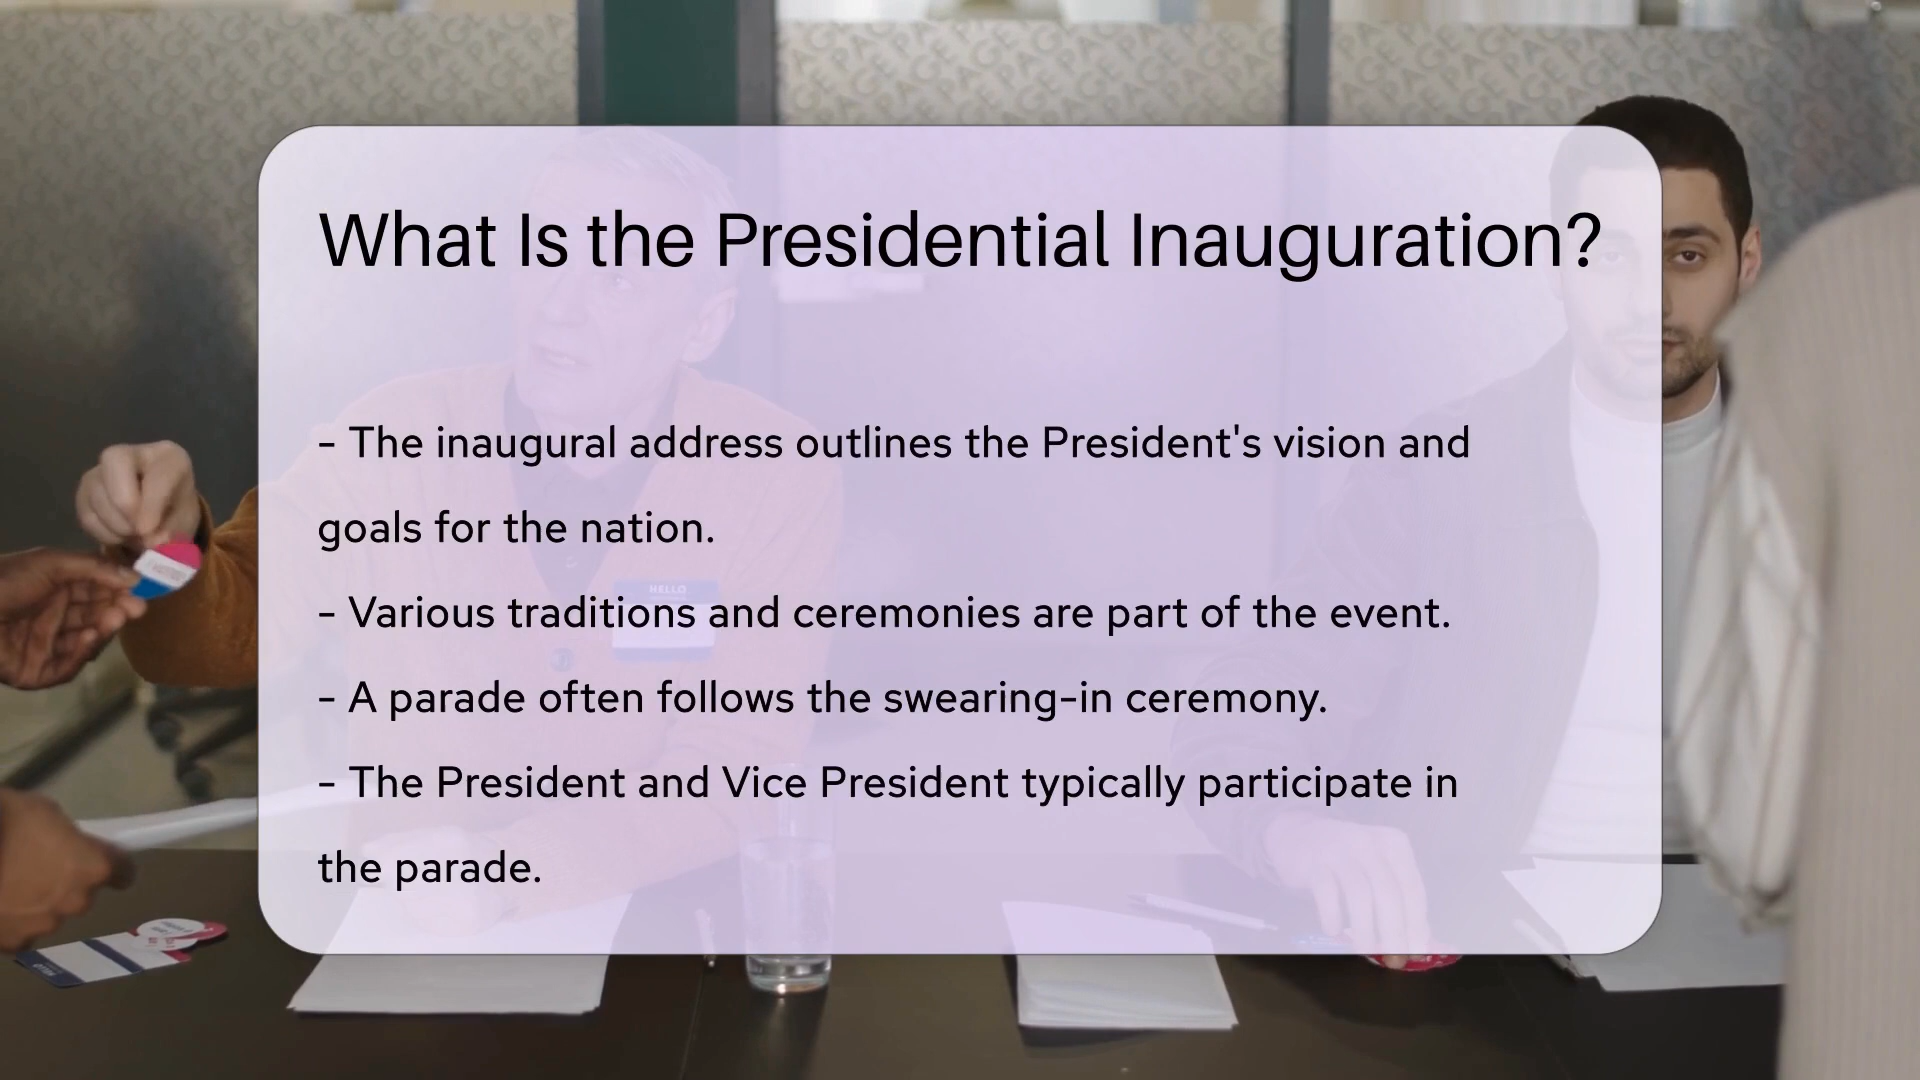 What Is the Presidential Inauguration?
- The inaugural address outlines the President's vision and
goals for the nation.
- Various traditions and ceremonies are part of the event.
- A parade often follows the swearing-in ceremony.
- The President and Vice President typically participate in
the parade.
HELLO